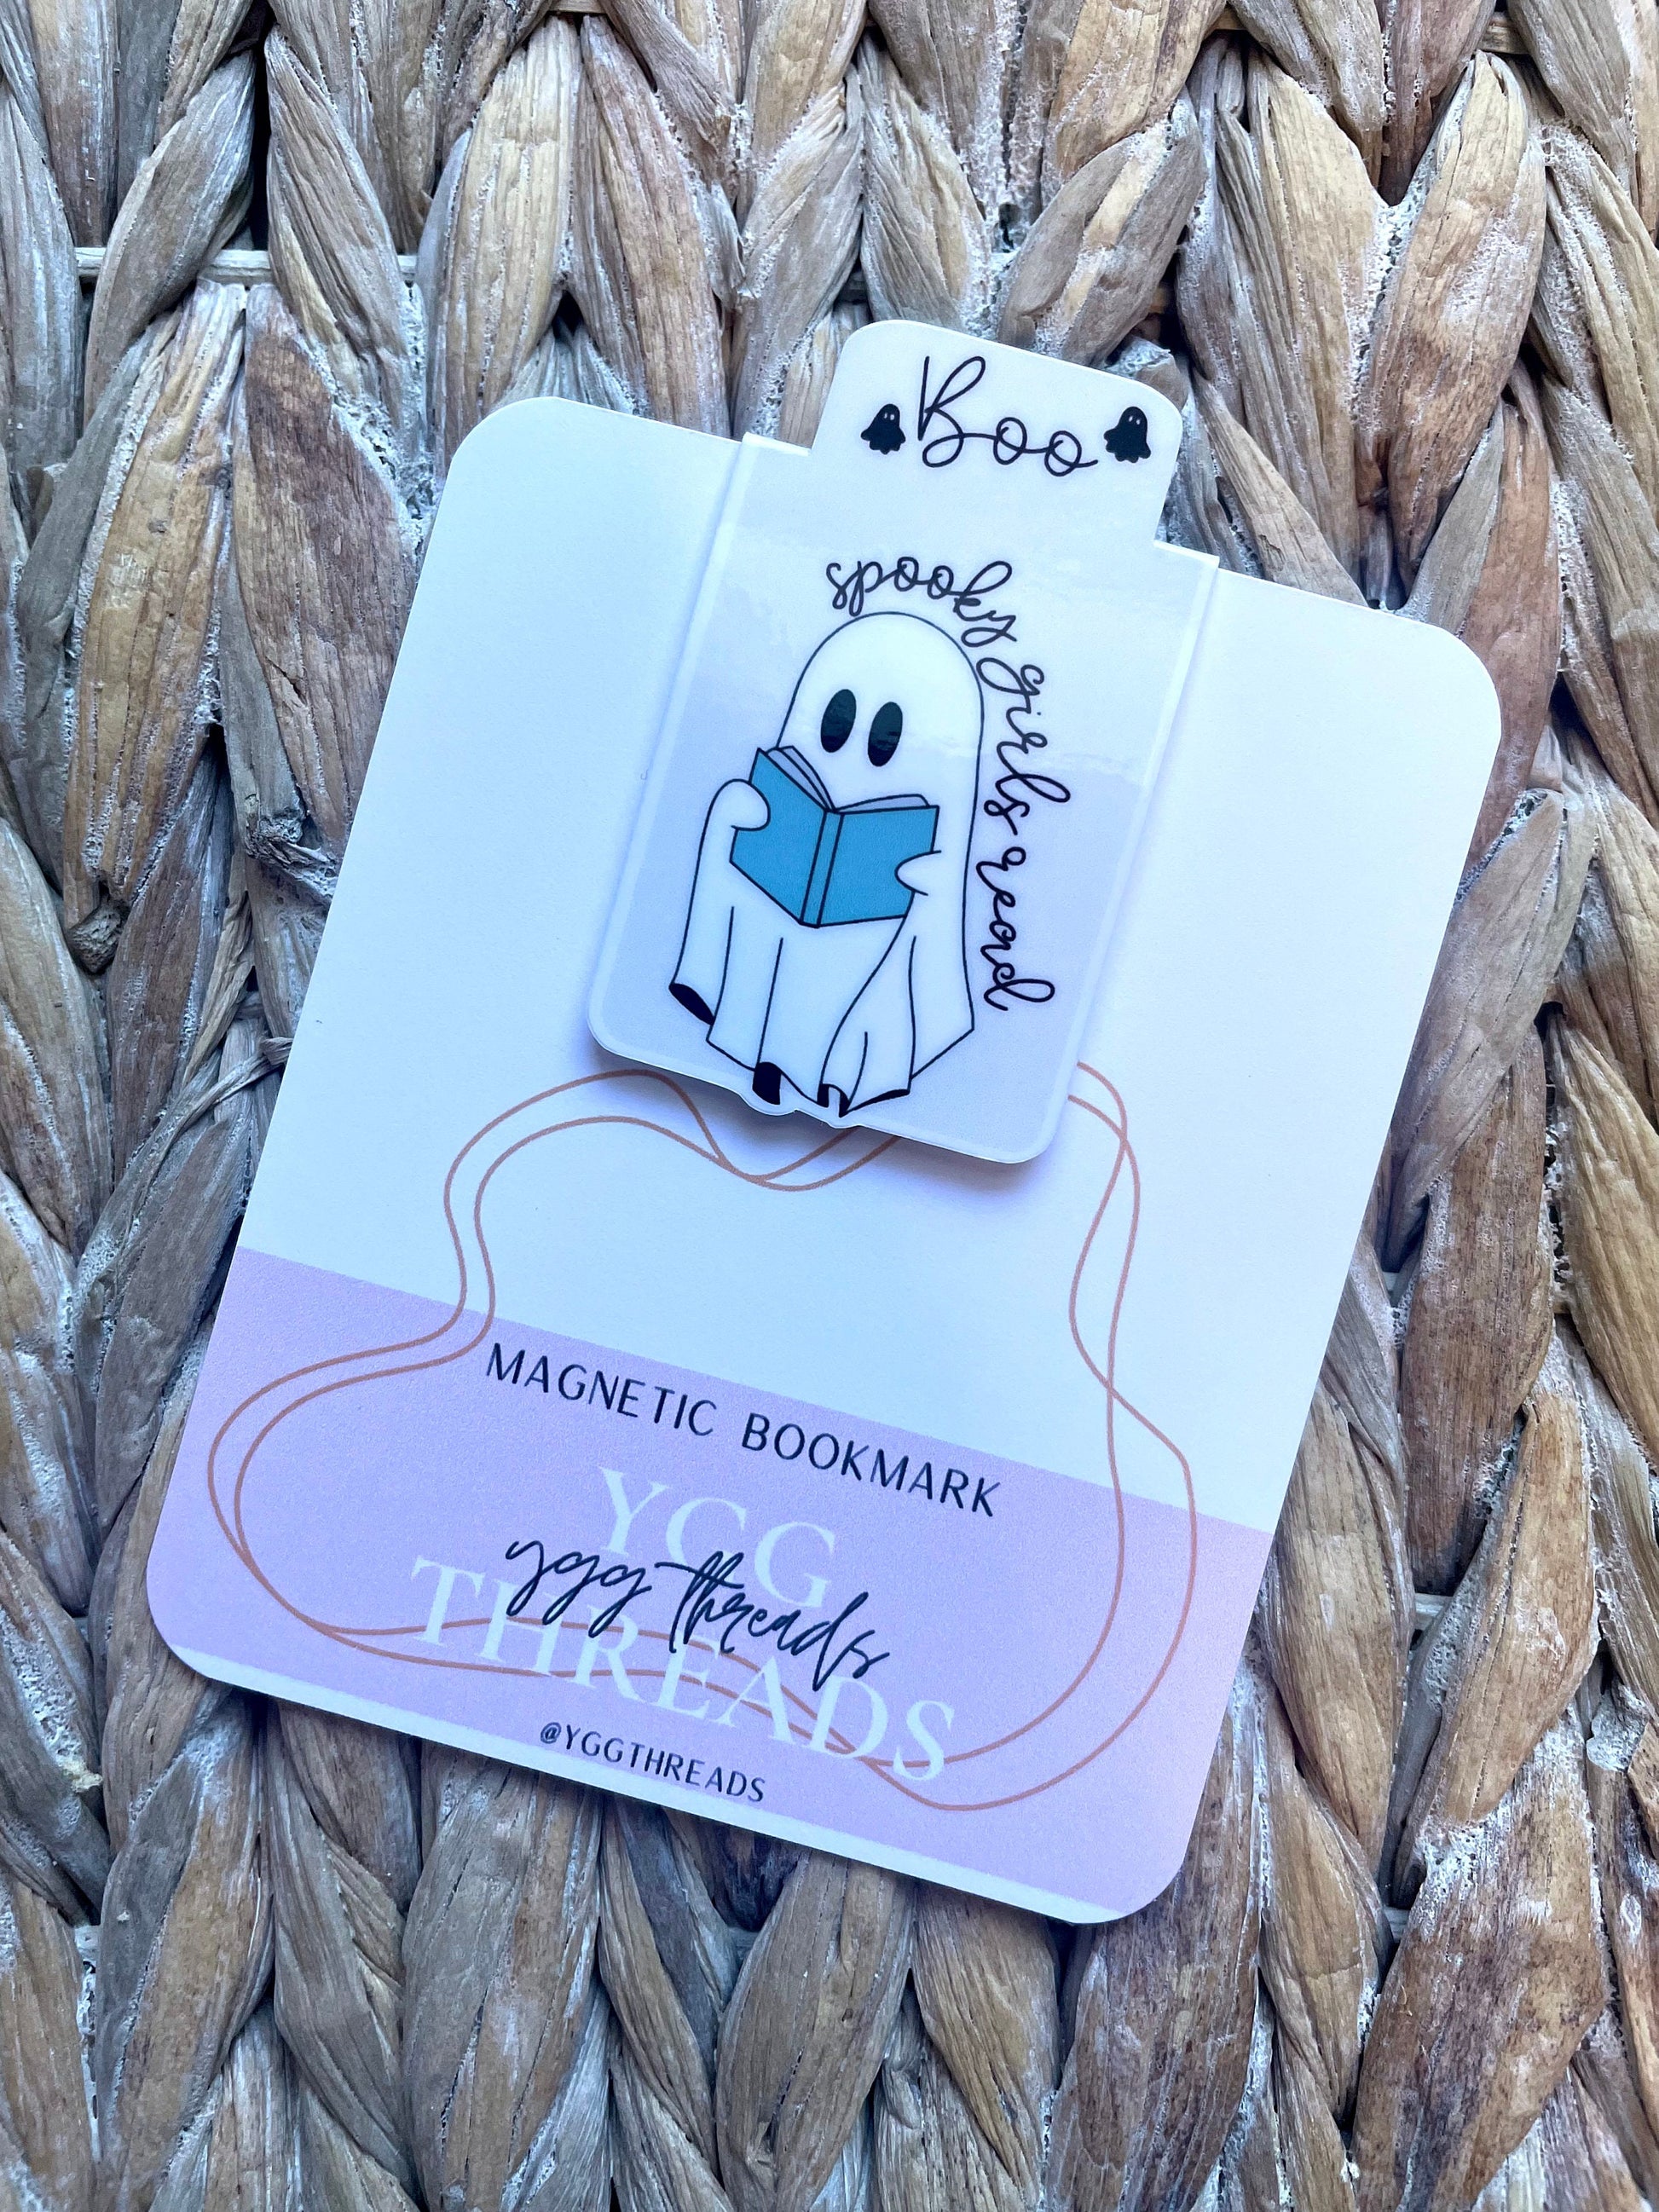 Boo
spooky girls read
MAGNETIC BOOKMARK
YGG
THREADS
ygg threads
@YGGTHREADS